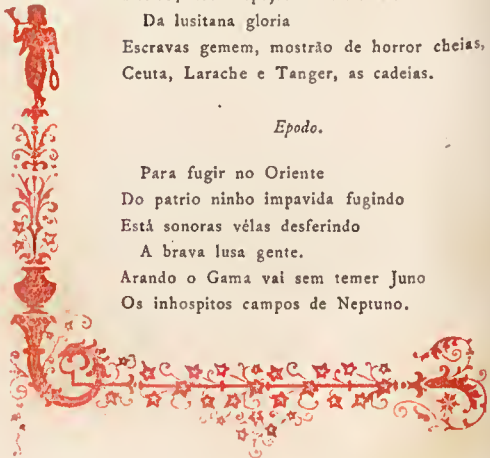 Da lusitana gloria
Escravas gemem, mostrão de horror cheias,
Ceuta, Larache e Tanger, as cadeias.
Epodo.
Para fugir no Oriente
Do patrio ninho impavida fugindo
Está sonoras vélas desferindo
A brava lusa gente.
Arando o Gama vai sem temer Juno
Os inhospitos campos de Neptuno.